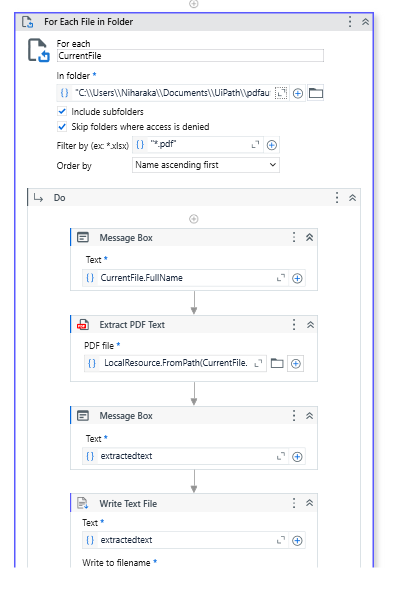 For Each File in Folder
For each
CurrentFile
In folder *
{} "C:\\Users\\Niharaka\\Documents\\UiPath\\pdfau
Include subfolders
Skip folders where access is denied
Filter by (ex: *.xlsx) {} "*.pdf"
Order by Name ascending first
Do
Message Box
Text *
{} CurrentFile.FullName
Extract PDF Text
PDF file *
{} LocalResource.FromPath(CurrentFile.
Message Box
Text *
{} extractedtext
Write Text File
Text *
{} extractedtext
Write to filename *